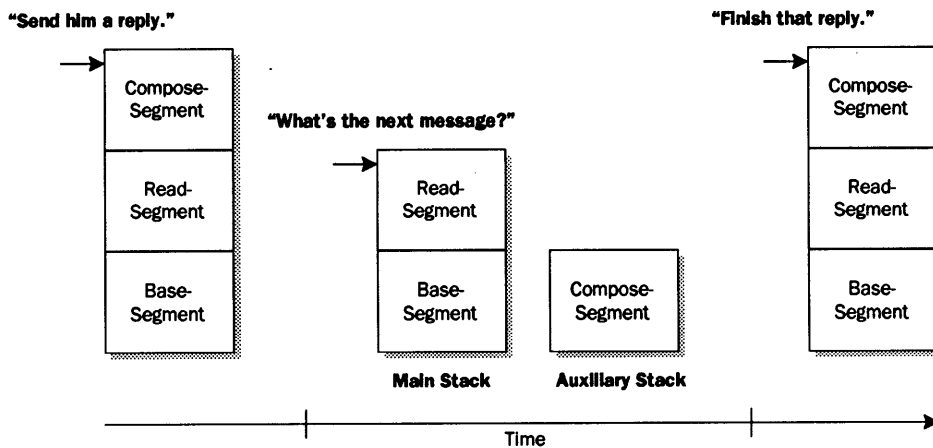 “Send him a reply.”
Compose-
Segment
Read-
Segment
Base-
Segment
“What's the next message?”
Read-
Segment
Base-
Segment
Main Stack
Compose-
Segment
Auxiliary Stack
“Finish that reply.”
Compose-
Segment
Read-
Segment
Base-
Segment
Time